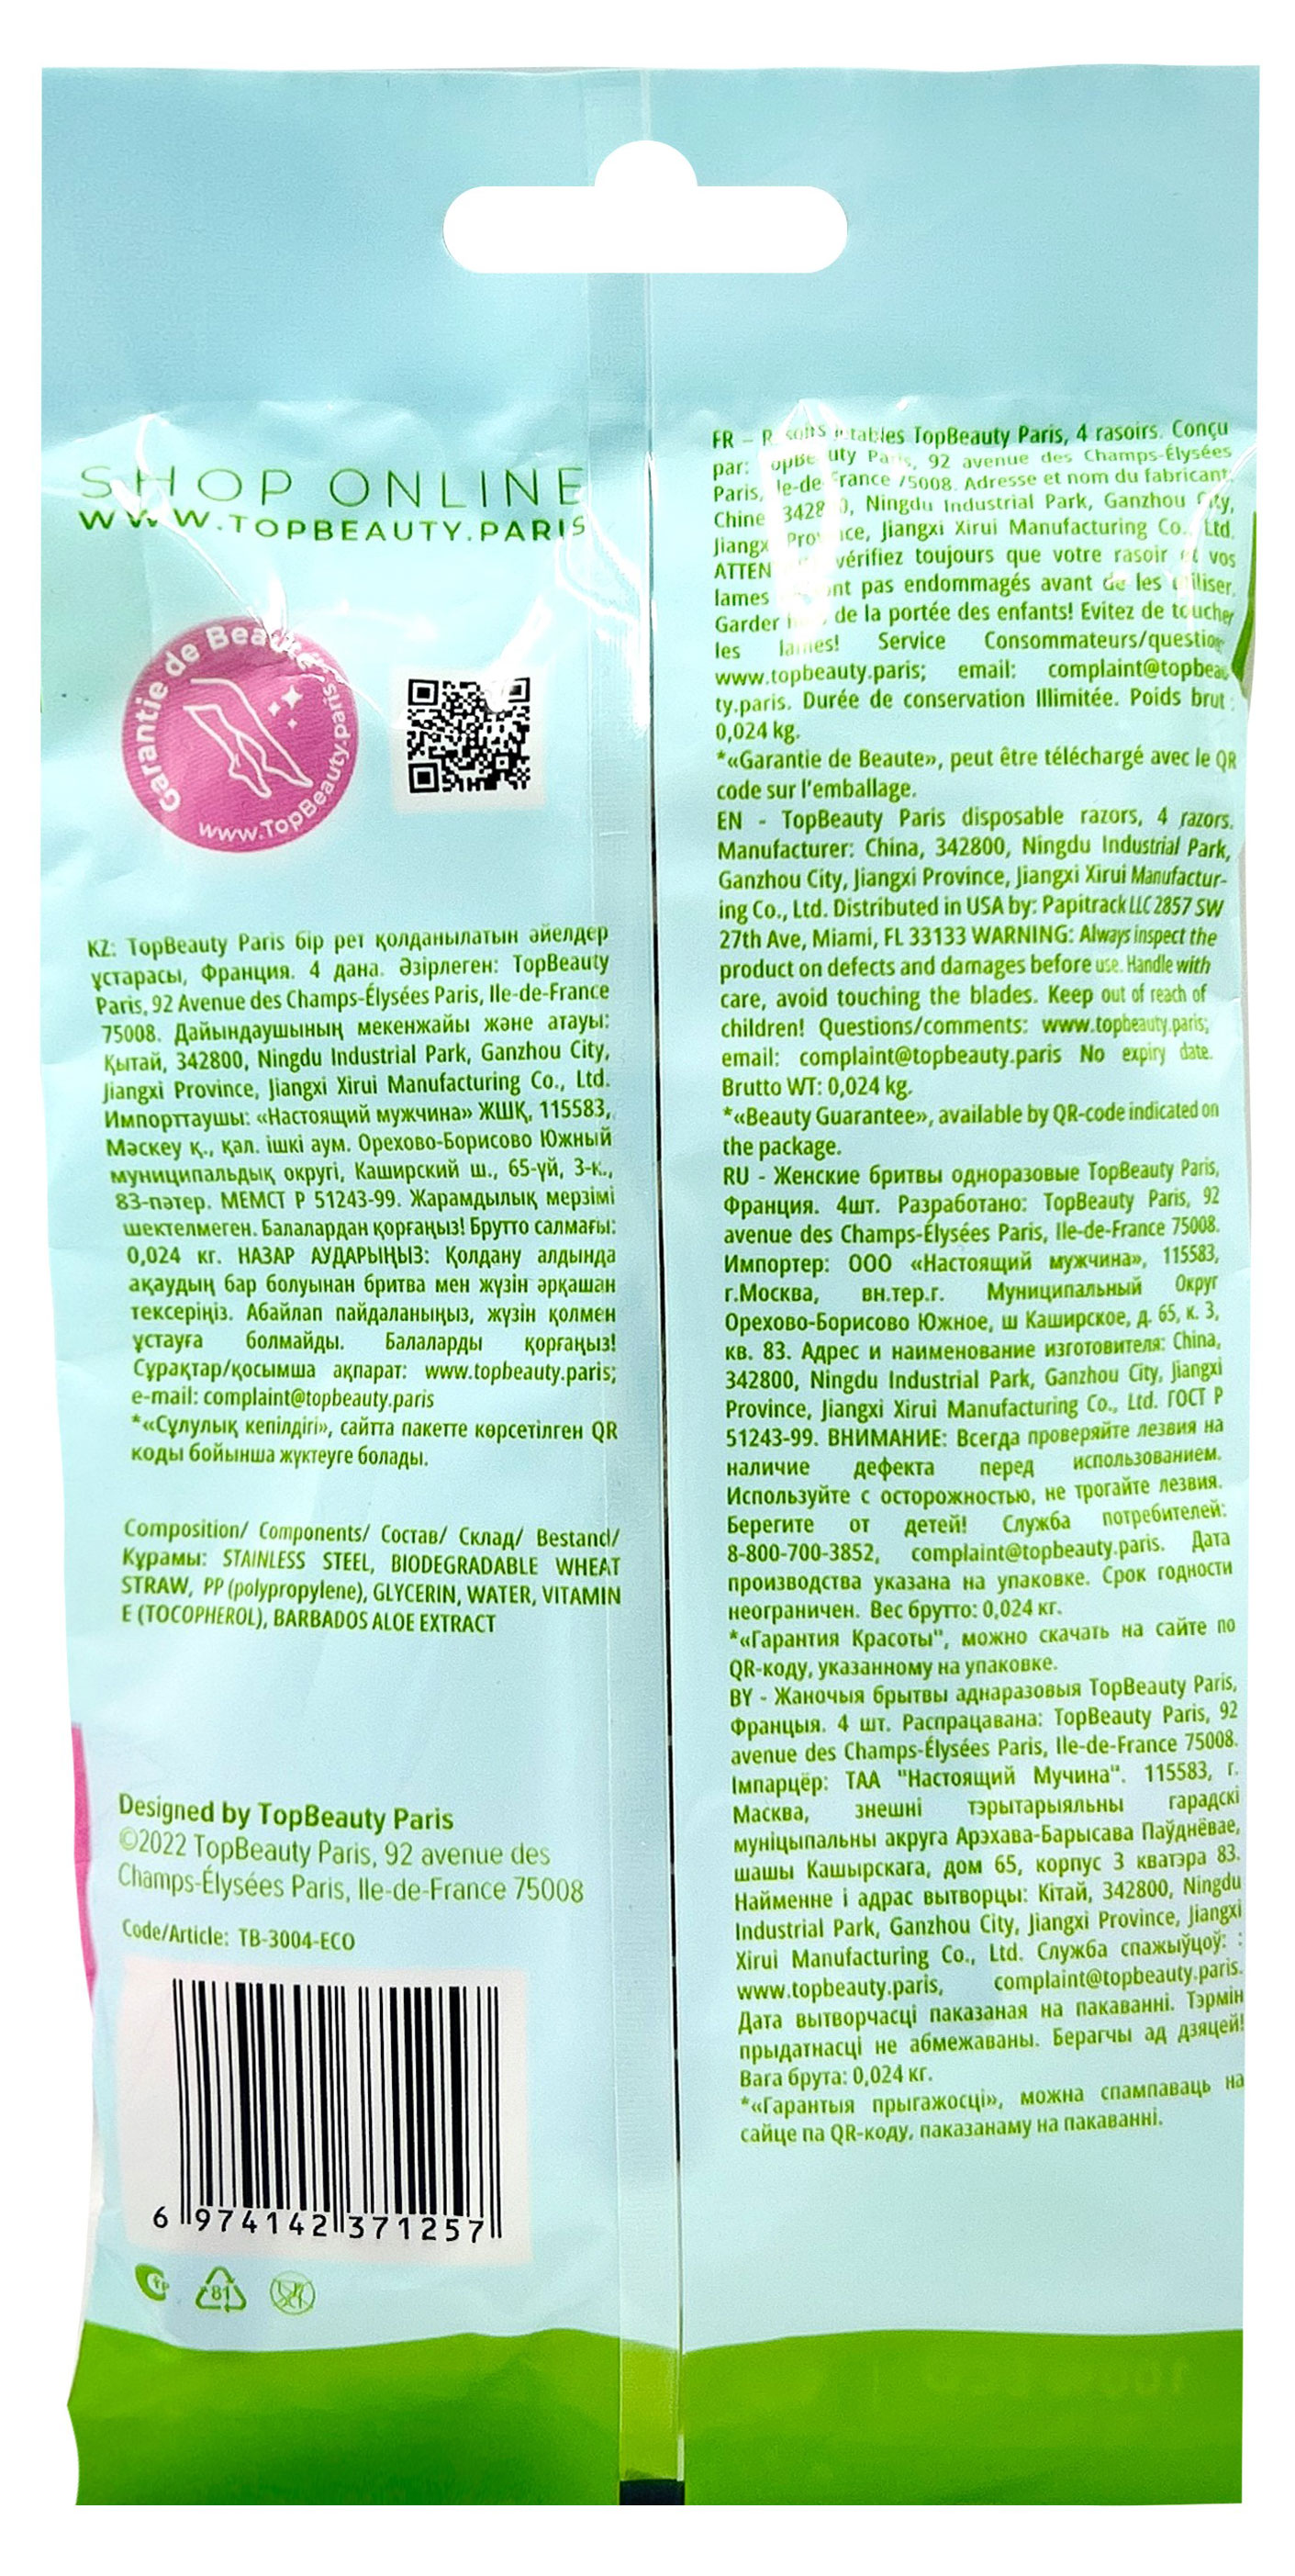 SHOP ONLINE
WWW.TOPBEAUTY.PARIS
Garantie de Beaute
www.TopBeauty.paris
KZ: TopBeauty Paris бір рет қолданылатын әйелдер
ұстарасы, Франция. 4 дана. Әзірлеген: TopBeauty
Paris, 92 Avenue des Champs-Élysées Paris, Ile-de-France
75008. Дайындаушының мекенжайы және атауы:
Қытай, 342800, Ningdu Industrial Park, Ganzhou City,
Jiangxi Province, Jiangxi Xirui Manufacturing Co., Ltd.
Импорттаушы: «Настоящий мужчина» ЖШҚ, 115583,
Мәскеу қ., қал. ішкі аум. Орехово-Борисово Южный
муниципальдық округі, Каширский ш., 65-үй, 3-к.,
83-пәтер. МЕМСТ Р 51243-99. Жарамдылық мерзімі
шектелмеген. Балалардан қорғаңыз! Брутто салмағы:
0,024 кг. НАЗАР АУДАРЫҢЫЗ: Қолдану алдында
ақаудың бар болуынан бритва мен жүзін әрқашан
тексеріңіз. Абайлап пайдаланыңыз, жүзін қолмен
ұстауға болмайды. Балаларды қорғаңыз!
Сұрақтар/қосымша ақпарат: www.topbeauty.paris;
e-mail: complaint@topbeauty.paris
*«Сұлулық кепілдігі», сайтта пакетте көрсетілген QR
коды бойынша жүктеуге болады.
Composition/ Components/ Состав/ Склад/ Bestand/
Құрамы: STAINLESS STEEL, BIODEGRADABLE WHEAT
STRAW, PP (polypropylene), GLYCERIN, WATER, VITAMIN
E (TOCOPHEROL), BARBADOS ALOE EXTRACT
Designed by TopBeauty Paris
©2022 TopBeauty Paris, 92 avenue des
Champs-Élysées Paris, Ile-de-France 75008
Code/Article: TB-3004-ECO
6 974142 371257
81
FR – TopBeauty Paris, 4 rasoirs. Conçu
par: 92 avenue des Champs-Élysées
Paris, 75008. Adresse et nom du fabricant:
Chine Ningdu Industrial Park, Ganzhou City,
Jiangxi Xirui Manufacturing Co., Ltd.
vérifiez toujours que votre rasoir et vos
lames pas endommagés avant de les utiliser.
Garder de la portée des enfants! Evitez de toucher
les lames! Service Consommateurs/question
www.topbeauty.paris; email: complaint@topbeau
ty.paris. Durée de conservation Illimitée. Poids brut :
0,024 kg.
*«Garantie de Beaute», peut être téléchargé avec le QR
code sur l'emballage.
EN - TopBeauty Paris disposable razors, 4 razors.
Manufacturer: China, 342800, Ningdu Industrial Park,
Ganzhou City, Jiangxi Province, Jiangxi Xirui Manufactur-
ing Co., Ltd. Distributed in USA by: Papitrack LLC 2857 SW
27th Ave, Miami, FL 33133 WARNING: Always inspect the
product on defects and damages before use. Handle with
care, avoid touching the blades. Keep out of reach of
children! Questions/comments: www.topbeauty.paris;
email: complaint@topbeauty.paris No expiry date.
Brutto WT: 0,024 kg.
*«Beauty Guarantee», available by QR-code indicated on
the package.
RU - Женские бритвы одноразовые TopBeauty Paris,
Франция. 4шт. Разработано: TopBeauty Paris, 92
avenue des Champs-Élysées Paris, Ile-de-France 75008.
Импортер: ООО «Настоящий мужчина», 115583,
г.Москва, вн.тер.г. Муниципальный Округ
Орехово-Борисово Южное, ш Каширское, д. 65, к. 3,
кв. 83. Адрес и наименование изготовителя: China,
342800, Ningdu Industrial Park, Ganzhou City, Jiangxi
Province, Jiangxi Xirui Manufacturing Co., Ltd. ГОСТ Р
51243-99. ВНИМАНИЕ: Всегда проверяйте лезвия на
наличие дефекта перед использованием.
Используйте с осторожностью, не трогайте лезвия.
Берегите от детей! Служба потребителей:
8-800-700-3852, complaint@topbeauty.paris. Дата
производства указана на упаковке. Срок годности
неограничен. Вес брутто: 0,024 кг.
*«Гарантия Красоты", можно скачать на сайте по
QR-коду, указанному на упаковке.
BY - Жаночыя брытвы аднаразовыя TopBeauty Paris,
Францыя. 4 шт. Распрацавана: TopBeauty Paris, 92
avenue des Champs-Élysées Paris, Ile-de-France 75008.
Імпарцёр: ТАА "Настоящий Мучина". 115583, г.
Масква, знешні тэрытарыяльны гарадскі
муніцыпальны акруга Арэхава-Барысава Паўднёвае,
шашы Кашырскага, дом 65, корпус 3 кватэра 83.
Найменне і адрас вытворцы: Кітай, 342800, Ningdu
Industrial Park, Ganzhou City, Jiangxi Province, Jiangxi
Xirui Manufacturing Co., Ltd. Служба спажыўцоў: :
www.topbeauty.paris, complaint@topbeauty.paris.
Дата вытворчасці паказаная на пакаванні. Тэрмін
прыдатнасці не абмежаваны. Берагчы ад дзяцей!
Вага брута: 0,024 кг.
*«Гарантыя прыгажосці», можна спампаваць на
сайце па QR-коду, паказанаму на пакаванні.